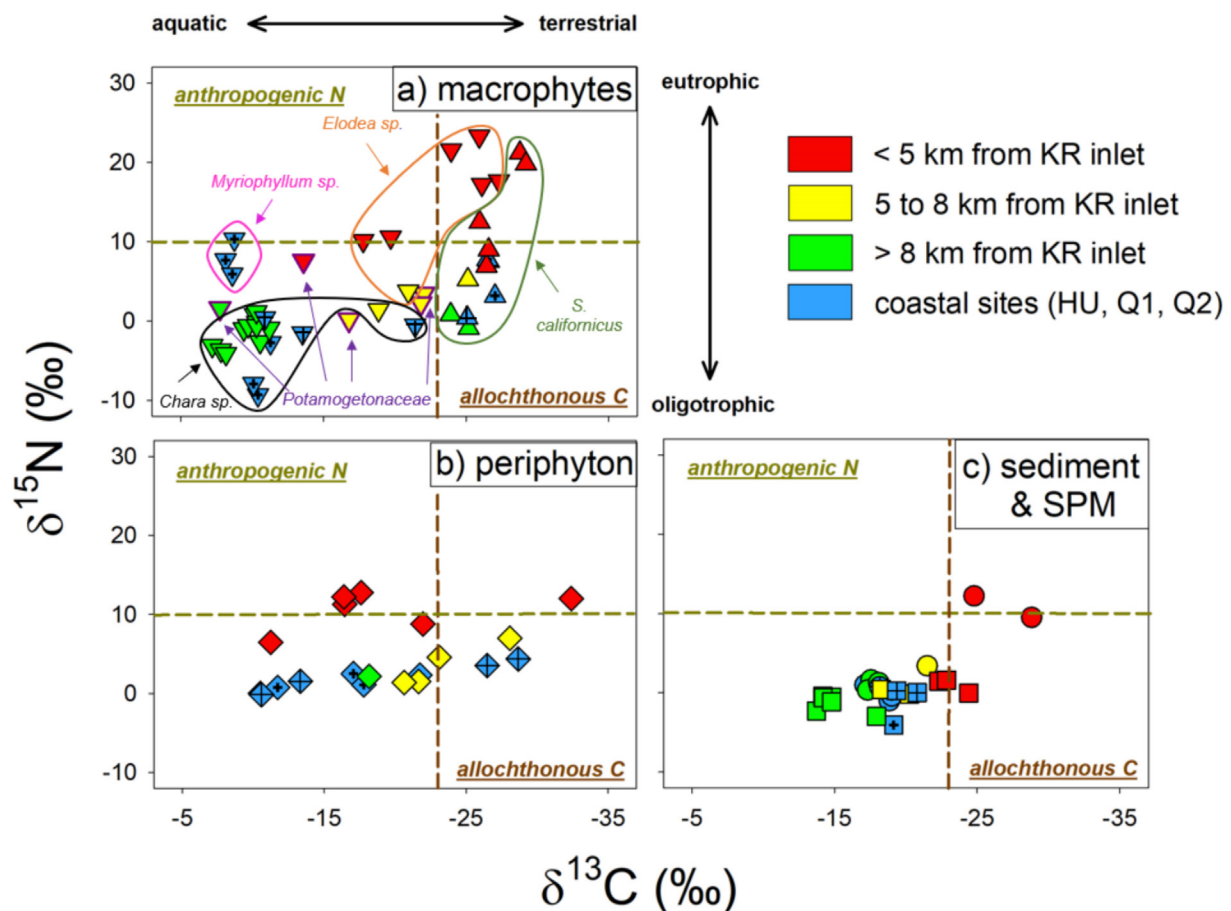 aquatic
terrestrial
30
20
10
0
-10
anthropogenic N
a) macrophytes
Elodea sp.
Myriophyllum sp.
S.
californicus
Chara sp.
Potamogetonaceae
allochthonous C
eutrophic
oligotrophic
< 5 km from KR inlet
5 to 8 km from KR inlet
> 8 km from KR inlet
coastal sites (HU, Q1, Q2)
δ15N (‰)
30
20
10
0
-10
anthropogenic N
b) periphyton
allochthonous C
-5
-15
-25
-35
anthropogenic N
c) sediment
& SPM
allochthonous C
-5
-15
-25
-35
δ13C (‰)